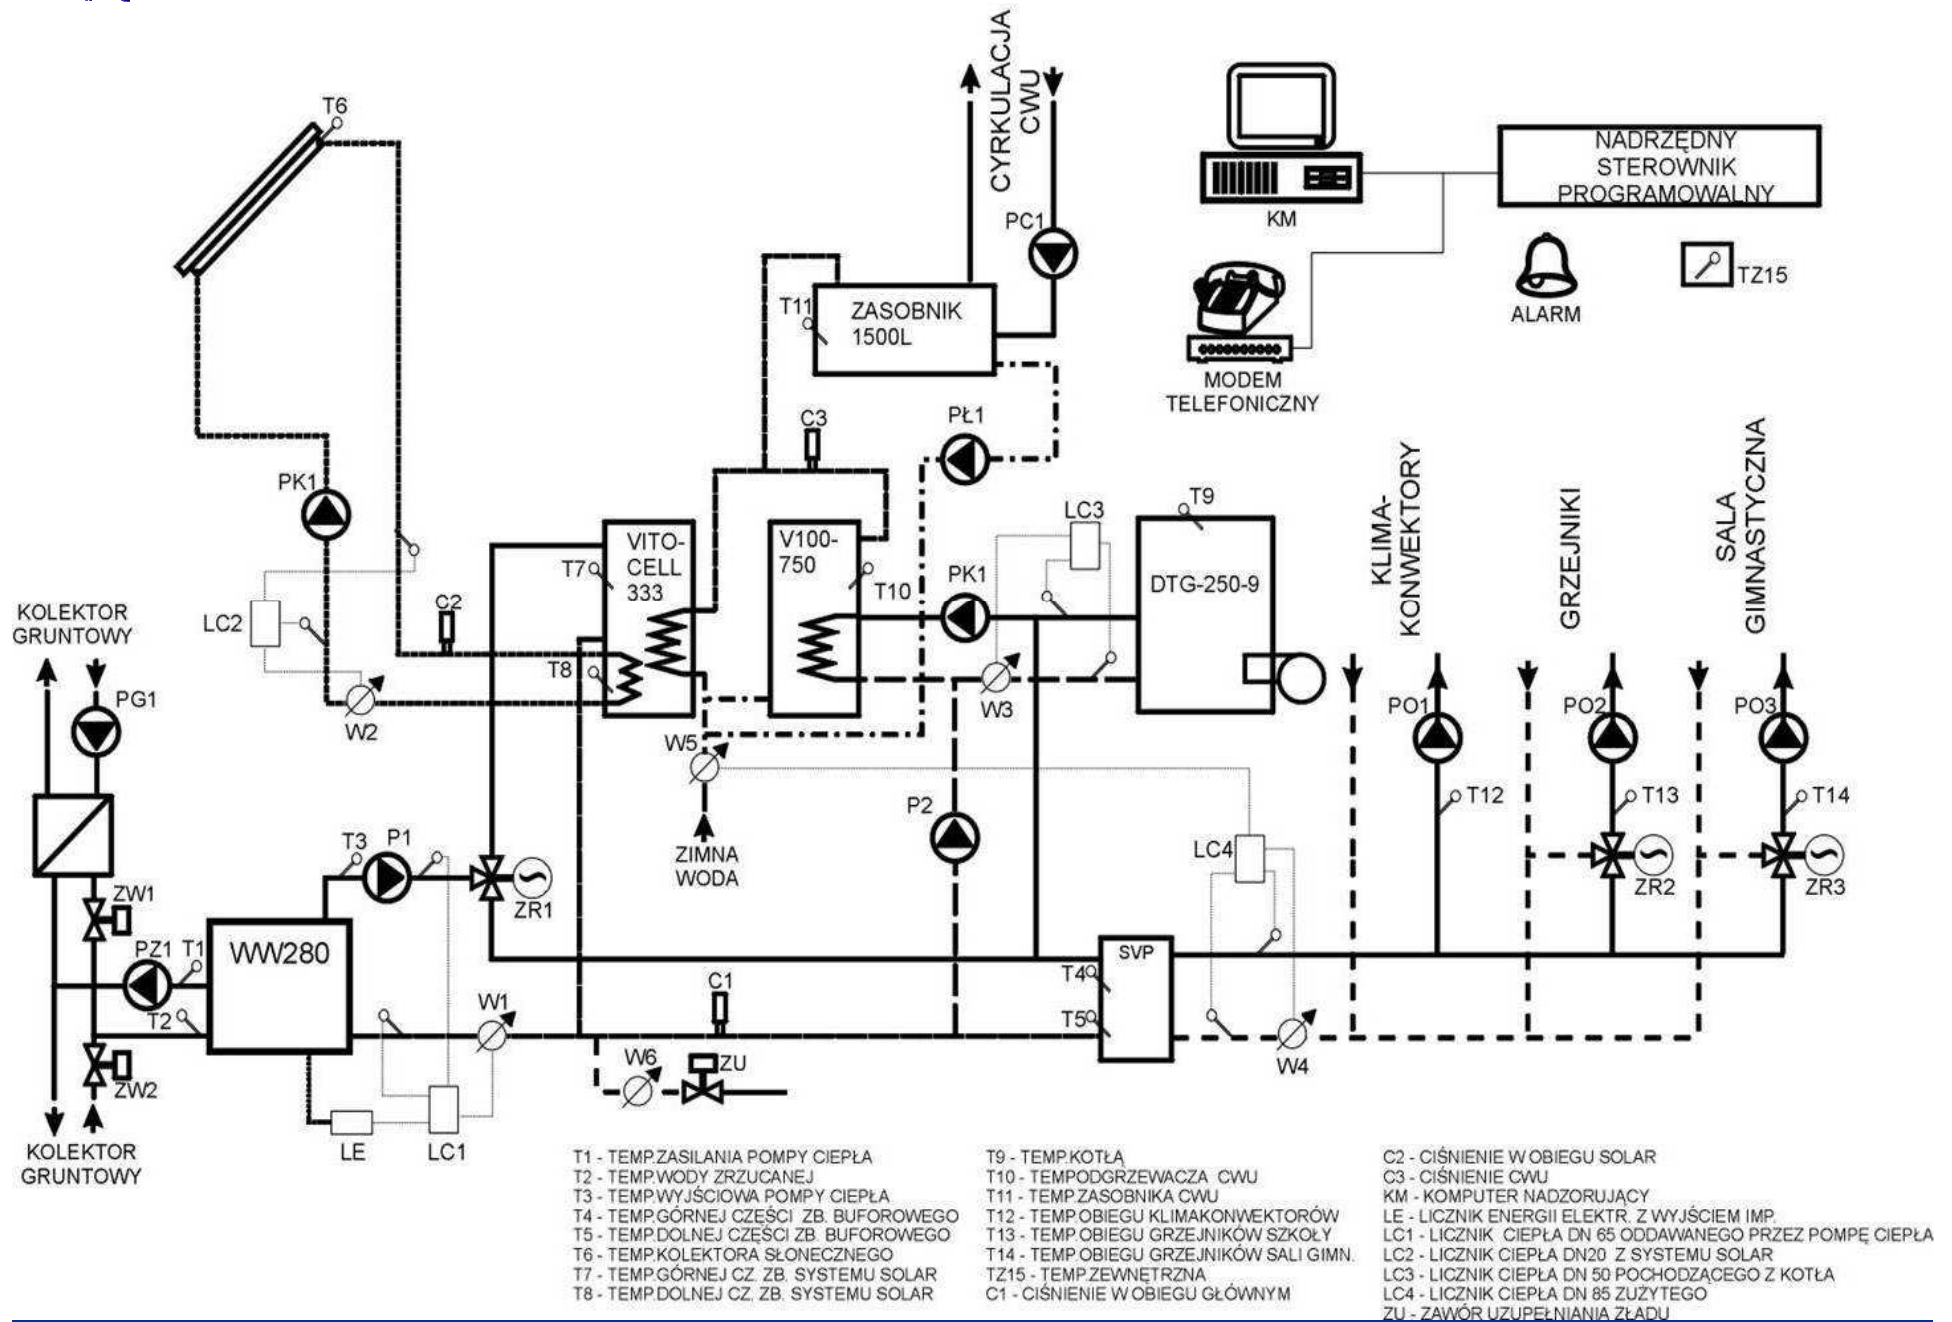 T6
CYRKULACJA
CWU
PC1
KM
NADRZĘDNY
STEROWNIK
PROGRAMOWALNY
ALARM
TZ15
MODEM
TELEFONICZNY
T11
ZASOBNIK
1500L
C3
PŁ1
PK1
VITO-
CELL
333
V100-
750
T7
T8
T10
PK1
LC3
T9
DTG-250-9
W3
KLIMA-
KONWEKTORY
GRZEJNIKI
SALA
GIMNASTYCZNA
KOLEKTOR
GRUNTOWY
LC2
C2
W2
PG1
W5
ZIMNA
WODA
P2
PO1
PO2
PO3
T12
T13
T14
LC4
ZR2
ZR3
T3
P1
ZR1
ZW1
PZ1
T1
T2
WW280
W1
C1
T4
T5
SVP
W4
W6
ZU
ZW2
KOLEKTOR
GRUNTOWY
LE
LC1
T1 - TEMP.ZASILANIA POMPY CIEPŁA
T2 - TEMP.WODY ZRZUCANEJ
T3 - TEMP.WYJŚCIOWA POMPY CIEPŁA
T4 - TEMP.GÓRNEJ CZĘŚCI ZB. BUFOROWEGO
T5 - TEMP.DOLNEJ CZĘŚCI ZB. BUFOROWEGO
T6 - TEMP.KOLEKTORA SŁONECZNEGO
T7 - TEMP.GÓRNEJ CZ. ZB. SYSTEMU SOLAR
T8 - TEMP.DOLNEJ CZ. ZB. SYSTEMU SOLAR
T9 - TEMP.KOTŁA
T10 - TEMPODGRZEWACZA CWU
T11 - TEMP.ZASOBNIKA CWU
T12 - TEMP.OBIEGU KLIMAKONWEKTORÓW
T13 - TEMP.OBIEGU GRZEJNIKÓW SZKOŁY
T14 - TEMP.OBIEGU GRZEJNIKÓW SALI GIMN.
TZ15 - TEMP.ZEWNĘTRZNA
C1 - CIŚNIENIE W OBIEGU GŁÓWNYM
C2 - CIŚNIENIE W OBIEGU SOLAR
C3 - CIŚNIENIE CWU
KM - KOMPUTER NADZORUJĄCY
LE - LICZNIK ENERGII ELEKTR. Z WYJŚCIEM IMP.
LC1 - LICZNIK CIEPŁA DN 65 ODDAWANEGO PRZEZ POMPĘ CIEPŁA
LC2 - LICZNIK CIEPŁA DN20 Z SYSTEMU SOLAR
LC3 - LICZNIK CIEPŁA DN 50 POCHODZĄCEGO Z KOTŁA
LC4 - LICZNIK CIEPŁA DN 85 ZUŻYTEGO
ZU - ZAWÓR UZUPEŁNIANIA ZŁADU